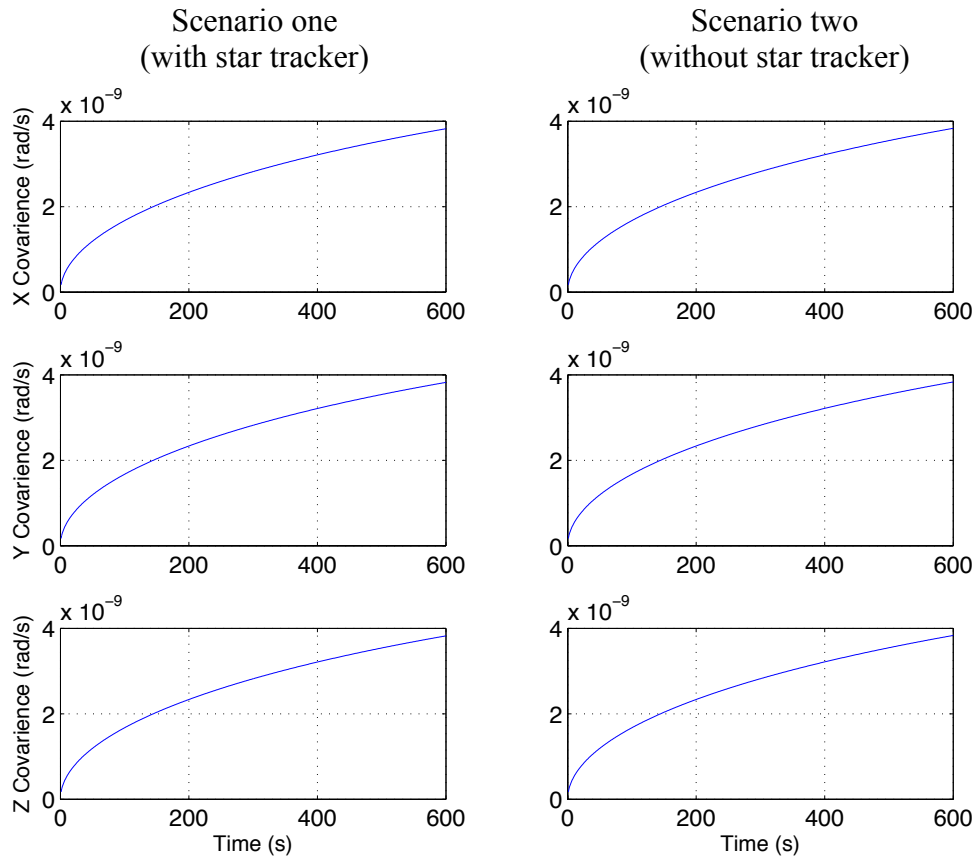 Scenario one
(with star tracker)
Scenario two
(without star tracker)
x 10⁻⁹
4
2
0
0 200 400 600
X Covarience (rad/s)
x 10⁻⁹
4
2
0
0 200 400 600
x 10⁻⁹
4
2
0
0 200 400 600
Y Covarience (rad/s)
x 10⁻⁹
4
2
0
0 200 400 600
x 10⁻⁹
4
2
0
0 200 400 600
Z Covarience (rad/s)
Time (s)
x 10⁻⁹
4
2
0
0 200 400 600
Time (s)